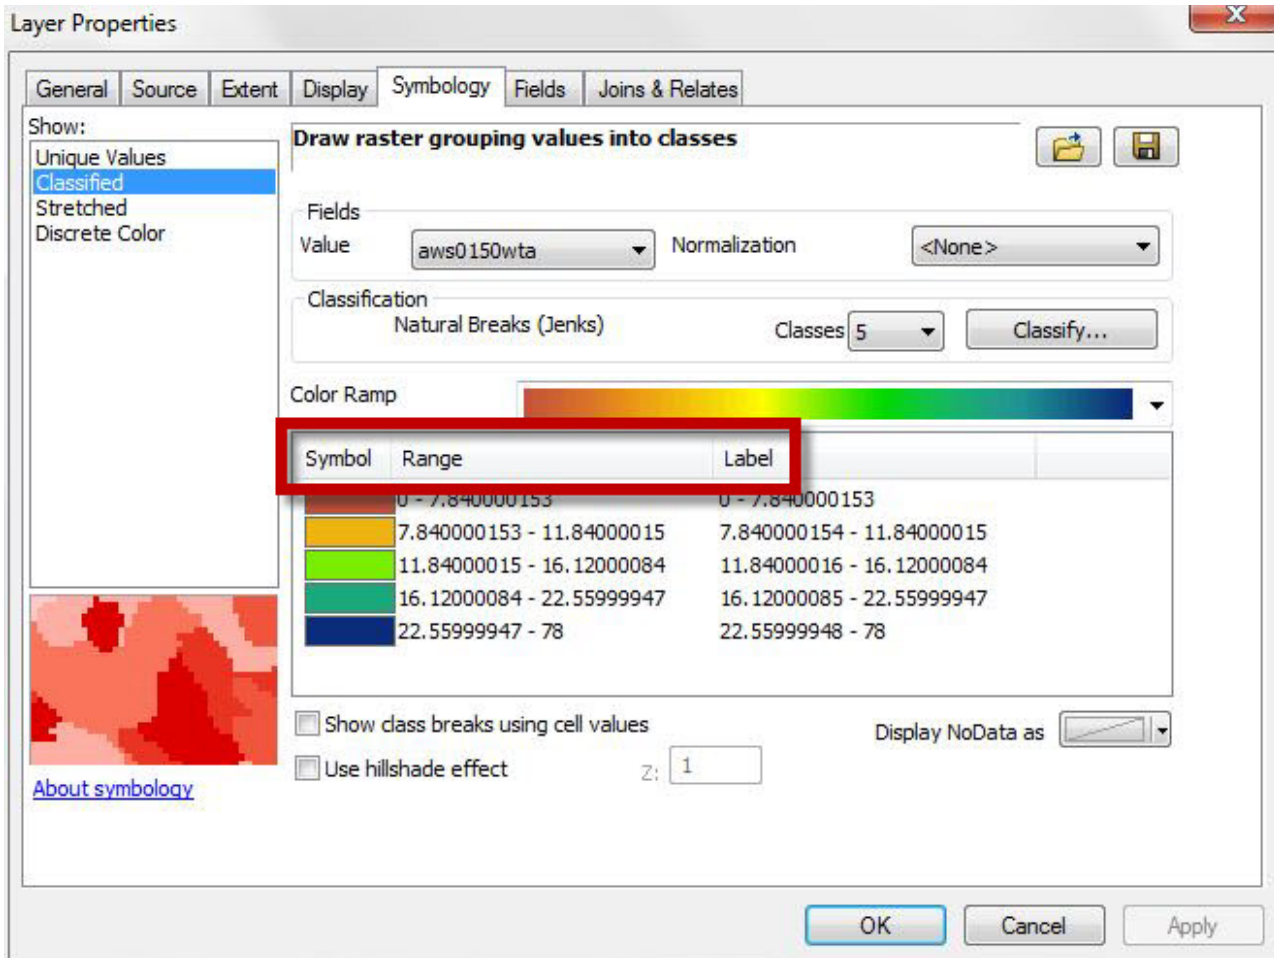 Layer Properties
X
General Source Extent Display Symbology Fields Joins & Relates
Show:
Unique Values
Classified
Stretched
Discrete Color
Draw raster grouping values into classes
Fields
Value aws0150wta Normalization <None>
Classification
Natural Breaks (Jenks) Classes 5 Classify...
Color Ramp
Symbol Range Label
0 - 7.840000153 0 - 7.840000153
7.840000153 - 11.84000015 7.840000154 - 11.84000015
11.84000015 - 16.12000084 11.84000016 - 16.12000084
16.12000084 - 22.55999947 16.12000085 - 22.55999947
22.55999947 - 78 22.55999948 - 78
Show class breaks using cell values Display NoData as
Use hillshade effect Z: 1
About symbology
OK Cancel Apply